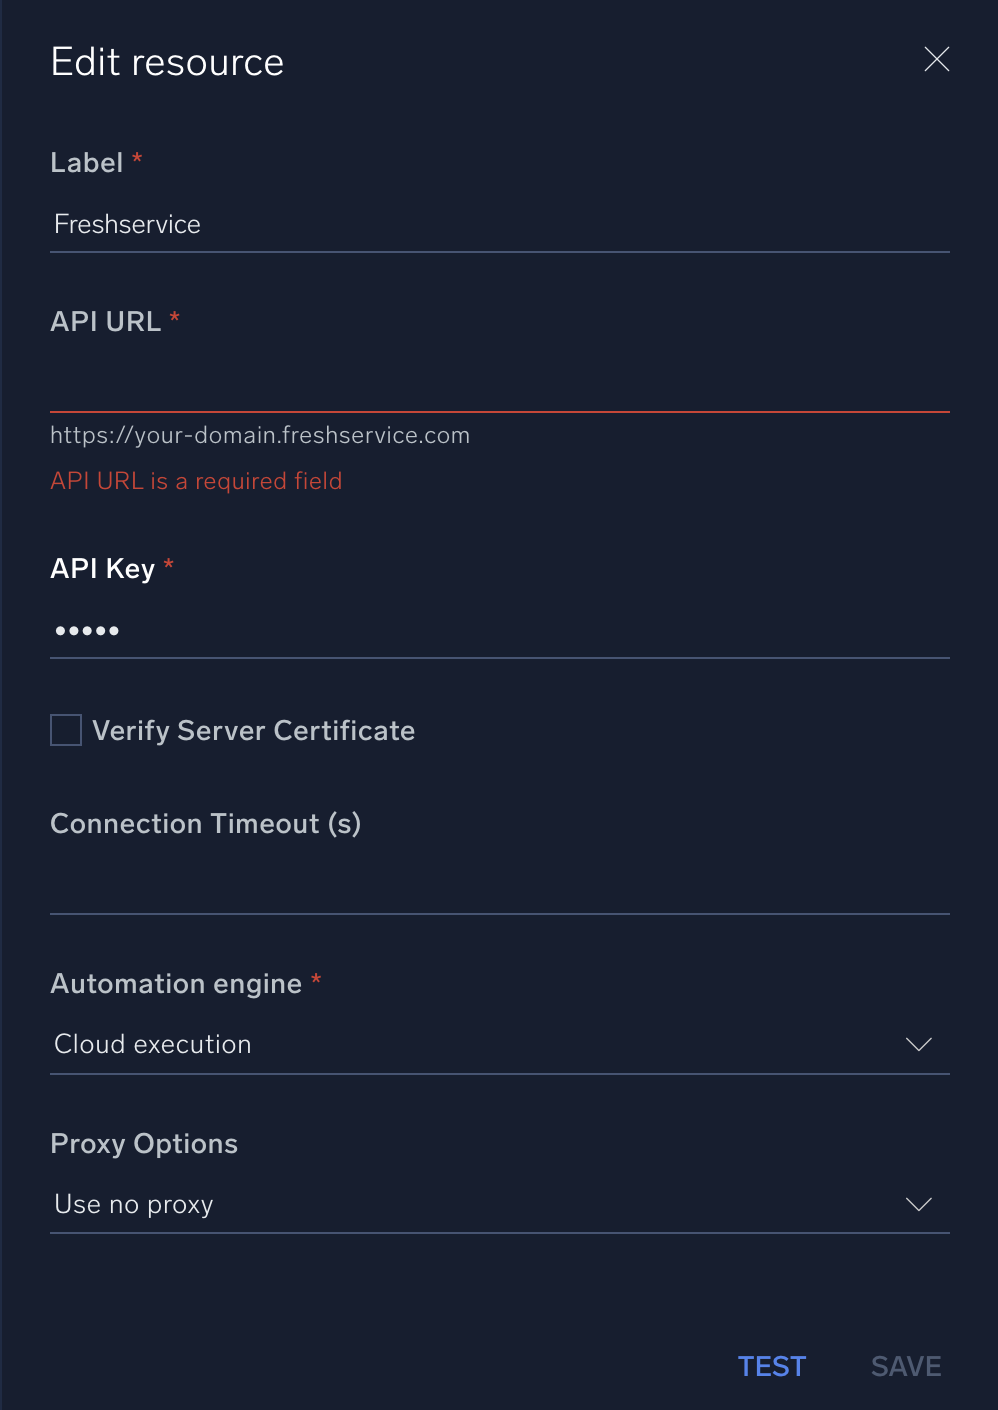 Edit resource
Label *
Freshservice
API URL *
https://your-domain.freshservice.com
API URL is a required field
API Key *
•••••
Verify Server Certificate
Connection Timeout (s)
Automation engine *
Cloud execution
Proxy Options
Use no proxy
TEST SAVE